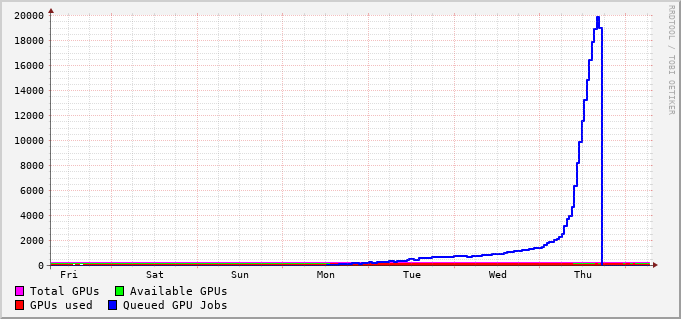 20000
18000
16000
14000
12000
10000
8000
6000
4000
2000
0
Fri Sat Sun Mon Tue Wed Thu
Total GPUs Available GPUs
GPUs used Queued GPU Jobs
RRDTOOL / TOBI OETIKER